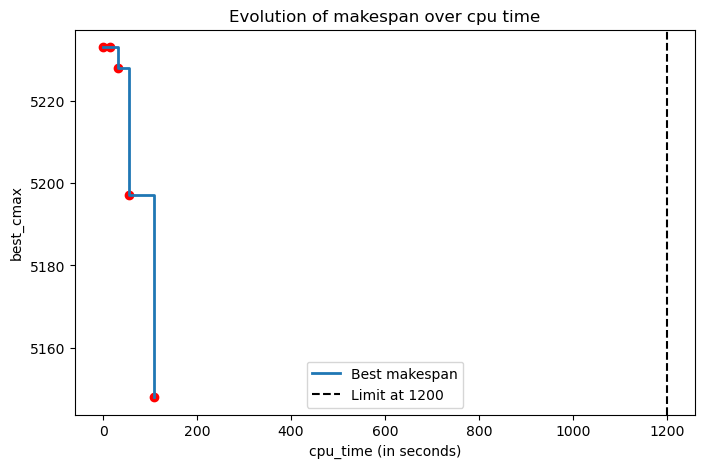 Evolution of makespan over cpu time
best_cmax
5220
5200
5180
5160
0
200
400
600
800
1000
1200
cpu_time (in seconds)
Best makespan
Limit at 1200